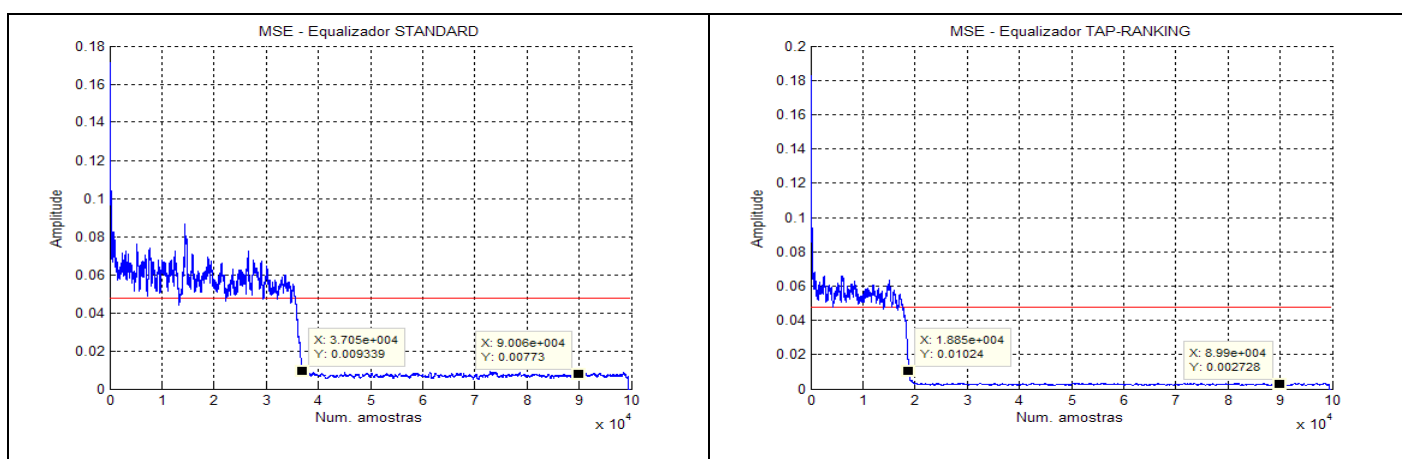 MSE - Equalizador STANDARD
0.18
0.16
0.14
0.12
0.1
0.08
0.06
0.04
0.02
0
Amplitude
X: 3.705e+004
Y: 0.009339
X: 9.006e+004
Y: 0.00773
0 1 2 3 4 5 6 7 8 9 10
Num. amostras
x 10^4
MSE - Equalizador TAP-RANKING
0.2
0.18
0.16
0.14
0.12
0.1
0.08
0.06
0.04
0.02
0
Amplitude
X: 1.885e+004
Y: 0.01024
X: 8.99e+004
Y: 0.002728
0 1 2 3 4 5 6 7 8 9 10
Num. amostras
x 10^4